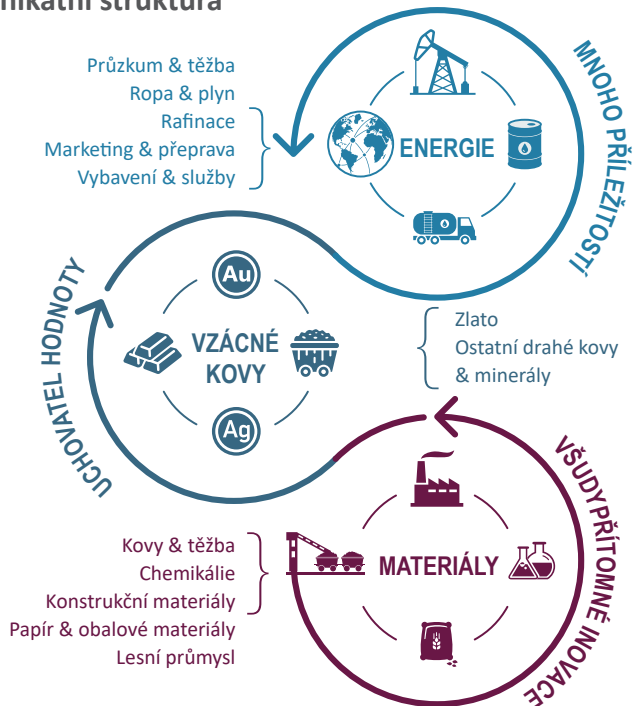 nikátní struktura
Průzkum & těžba
Ropa & plyn
Rafinace
Marketing & přeprava
Vybavení & služby
ENERGIE
MNOHO PŘÍLEŽITOSTÍ
Au
UCHOVATEL HODNOTY
VZÁCNÉ
KOVY
Ag
Zlato
Ostatní drahé kovy
& minerály
Kovy & těžba
Chemikálie
Konstrukční materiály
Papír & obalové materiály
Lesní průmysl
MATERIÁLY
VŠUDYPŘÍTOMNÉ INOVACE